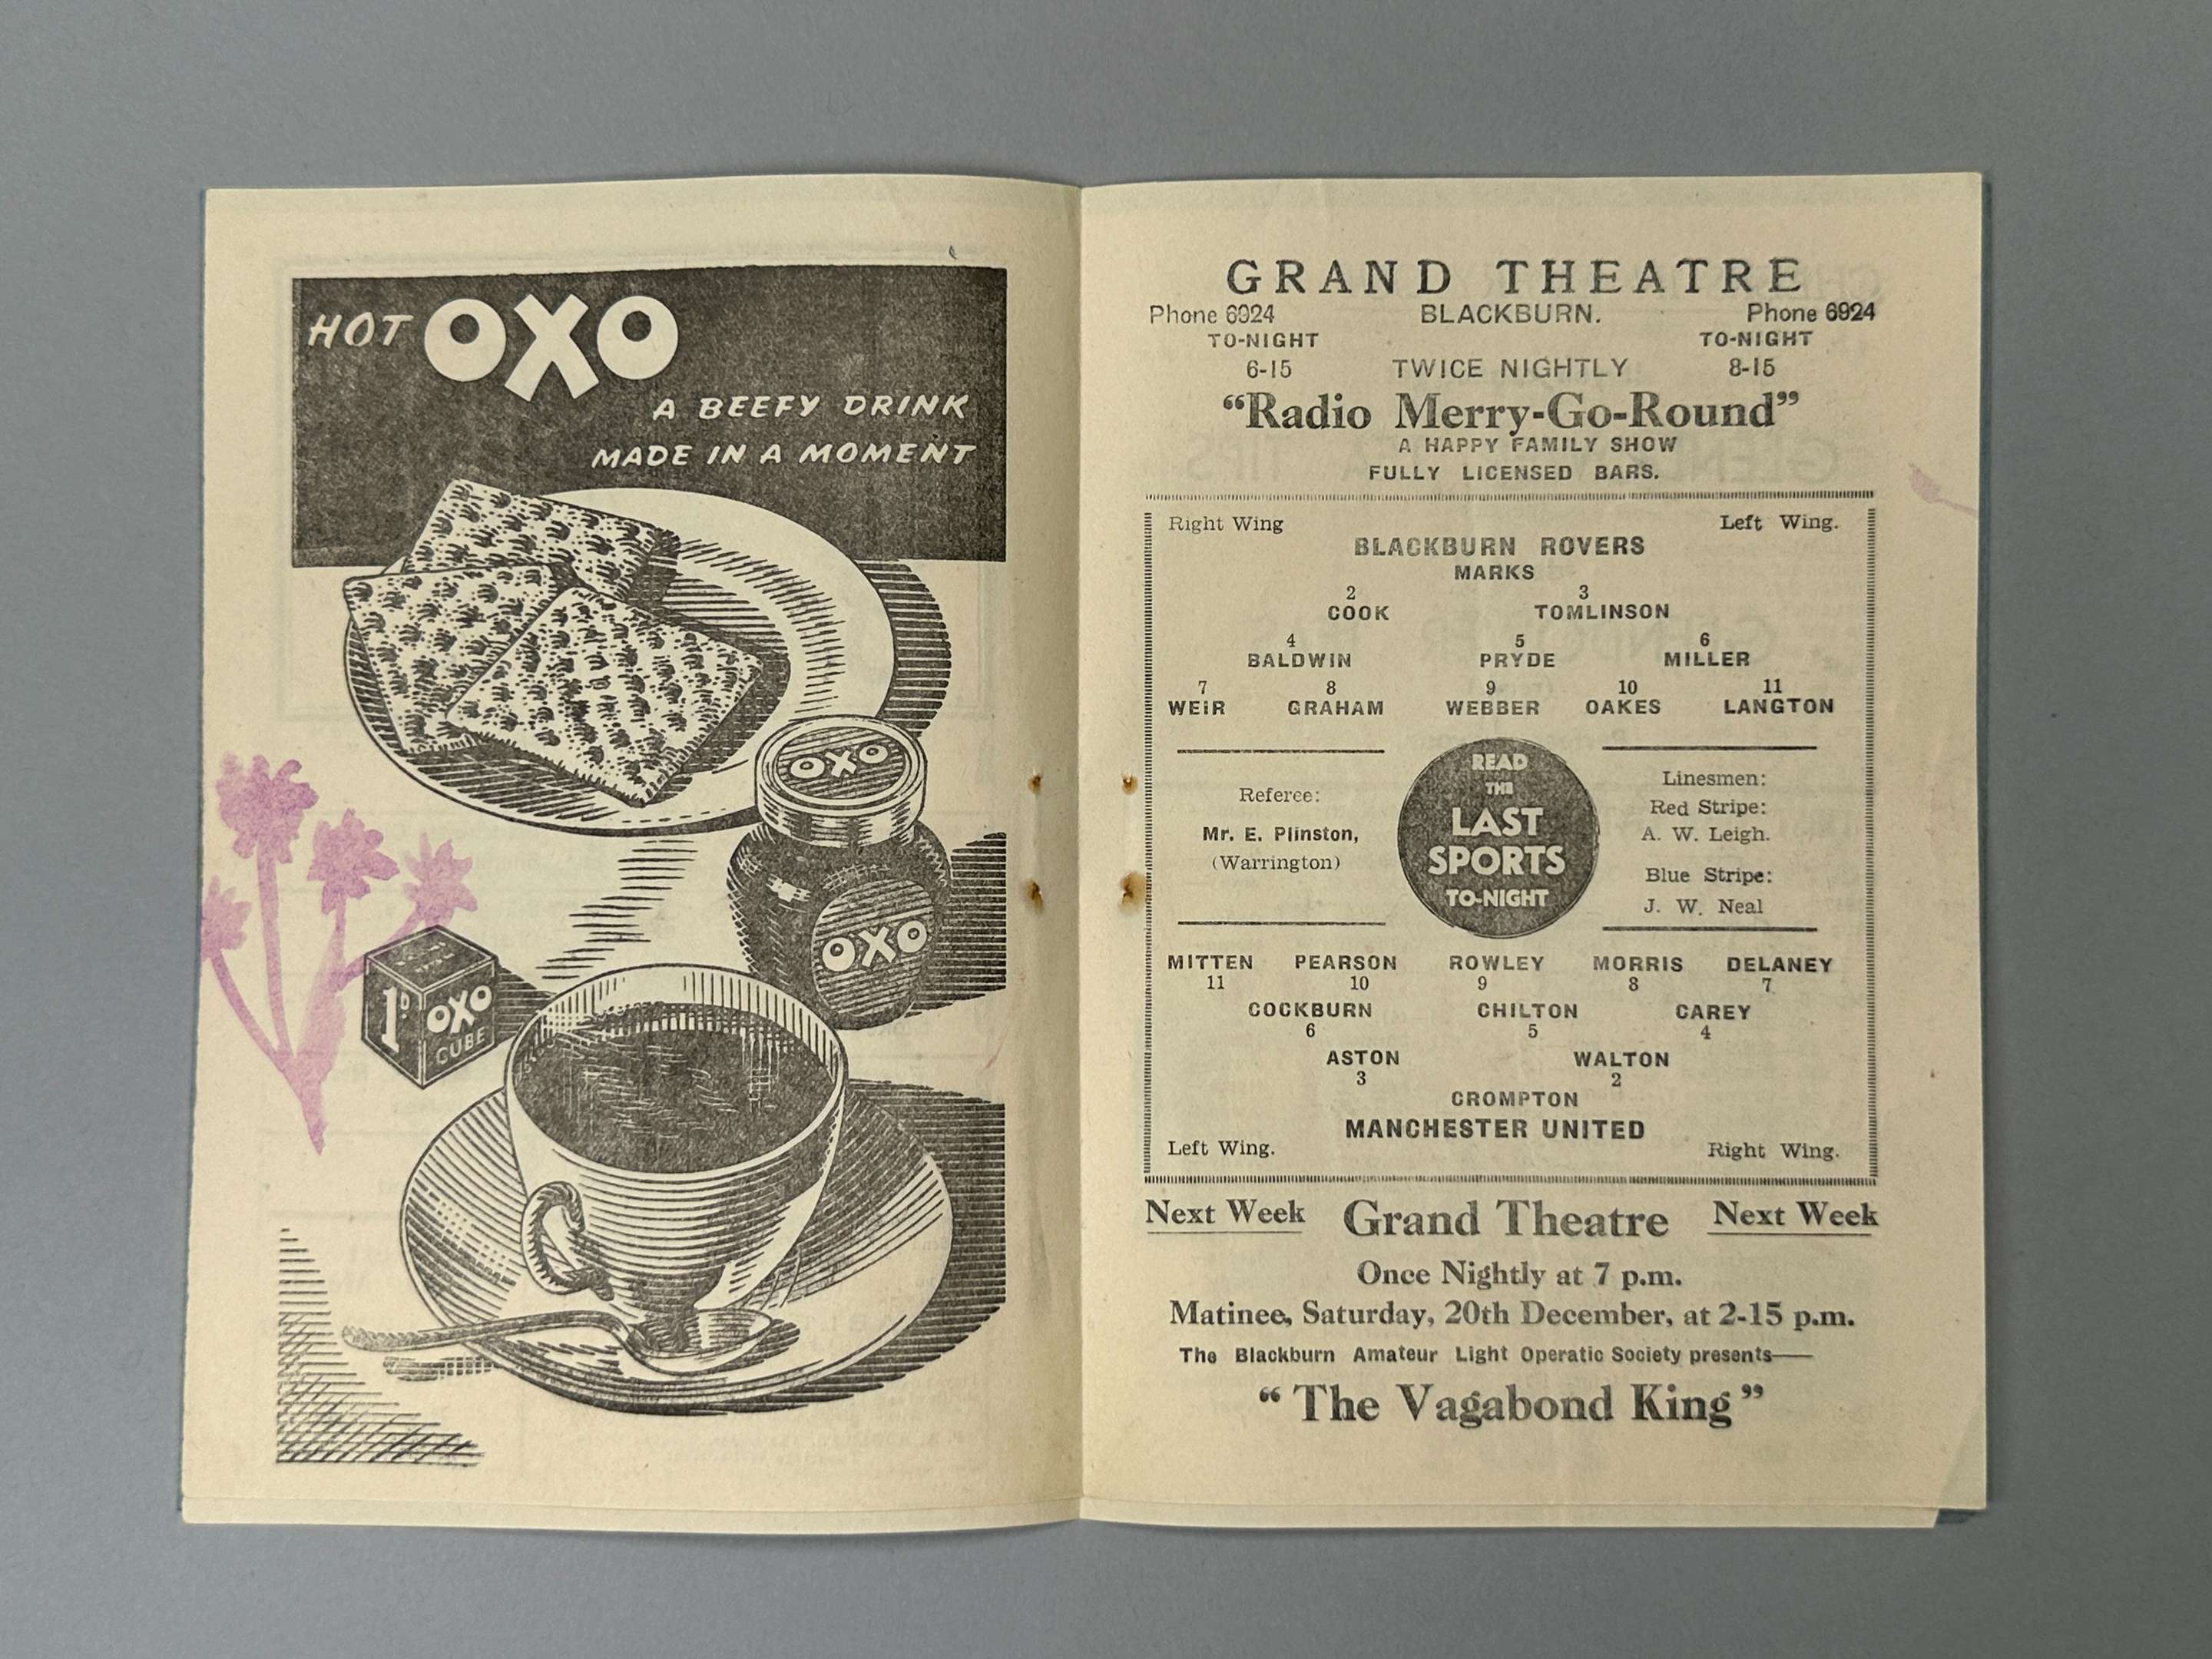 HOT OXO
A BEEFY DRINK
MADE IN A MOMENT
OXO
OXO
1D OXO
CUBE
GRAND THEATRE
Phone 6924 BLACKBURN. Phone 6924
TO-NIGHT TO-NIGHT
6-15 TWICE NIGHTLY 8-15
"Radio Merry-Go-Round"
A HAPPY FAMILY SHOW
FULLY LICENSED BARS.
Right Wing Left Wing.
BLACKBURN ROVERS
MARKS
2 3
COOK TOMLINSON
4 5 6
BALDWIN PRYDE MILLER
7 8 9 10 11
WEIR GRAHAM WEBBER OAKES LANGTON
Referee:
Mr. E. Plinston,
(Warrington)
READ
THE
LAST
SPORTS
TO-NIGHT
Linesmen:
Red Stripe:
A. W. Leigh.
Blue Stripe:
J. W. Neal
MITTEN PEARSON ROWLEY MORRIS DELANEY
11 10 9 8 7
COCKBURN CHILTON CAREY
6 5 4
ASTON WALTON
3 2
CROMPTON
MANCHESTER UNITED
Left Wing. Right Wing.
Next Week Grand Theatre Next Week
Once Nightly at 7 p.m.
Matinee, Saturday, 20th December, at 2-15 p.m.
The Blackburn Amateur Light Operatic Society presents—
"The Vagabond King"